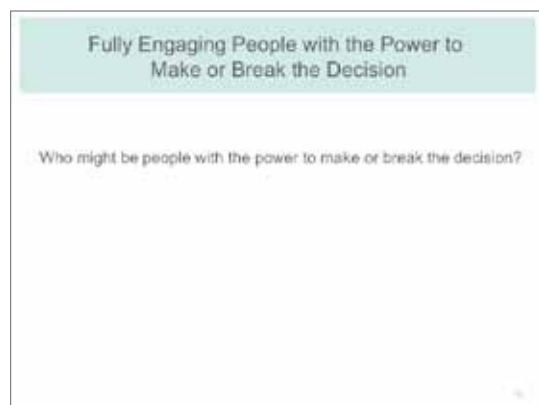 Fully Engaging People with the Power to
Make or Break the Decision
Who might be people with the power to make or break the decision?